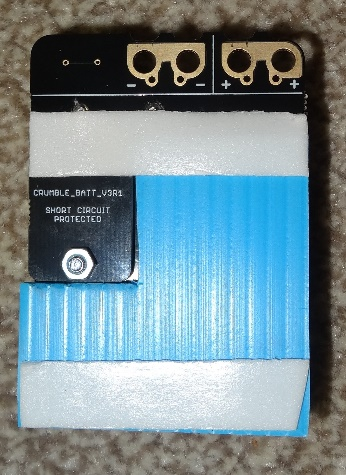 - - + +
CRUMBLE_BATT_V3R1
SHORT CIRCUIT
PROTECTED